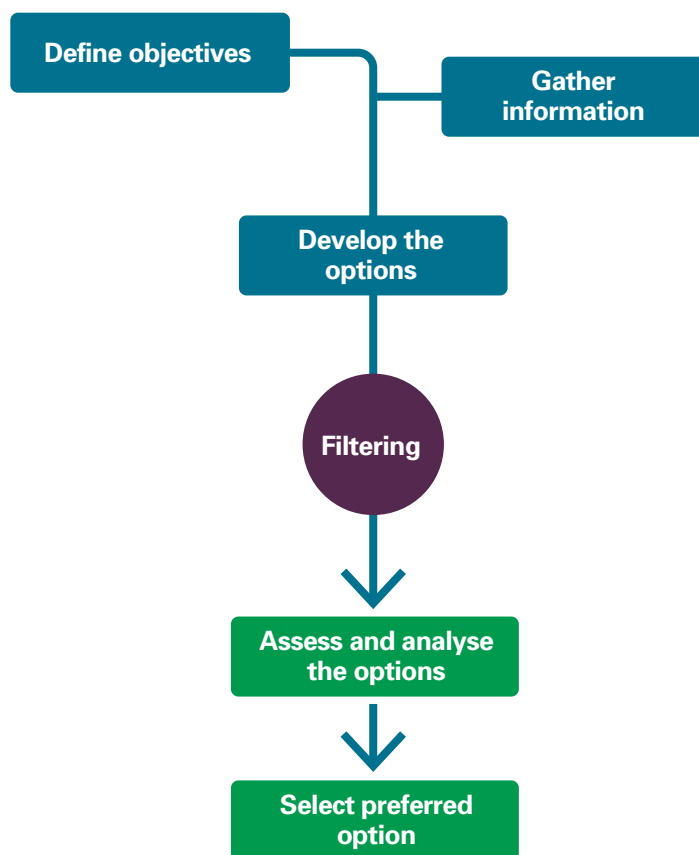 Define objectives
Gather
information
Develop the
options
Filtering
Assess and analyse
the options
Select preferred
option